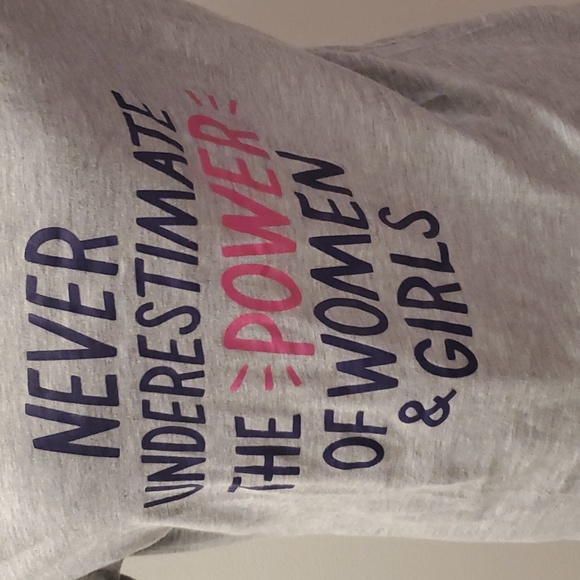 NEVER
UNDERESTIMATE
THE POWER
OF WOMEN
& GIRLS